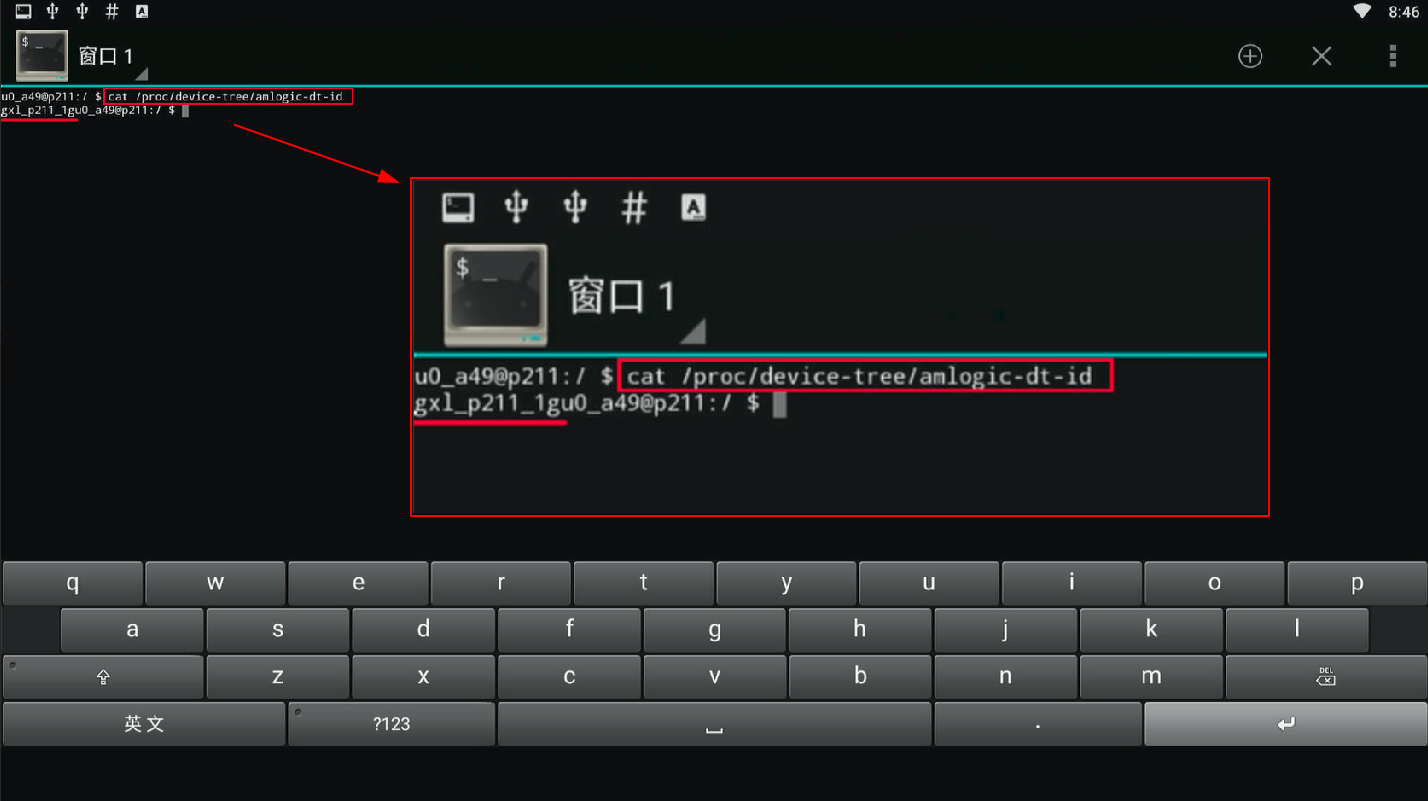 8:46
窗口 1
u0_a49@p211:/ $ cat /proc/device-tree/amlogic-dt-id
gxl_p211_1gu0_a49@p211:/ $
$ _
窗口 1
u0_a49@p211:/ $ cat /proc/device-tree/amlogic-dt-id
gxl_p211_1gu0_a49@p211:/ $
q w e r t y u i o p
a s d f g h j k l
z x c v b n m DEL
英文 ?123 .